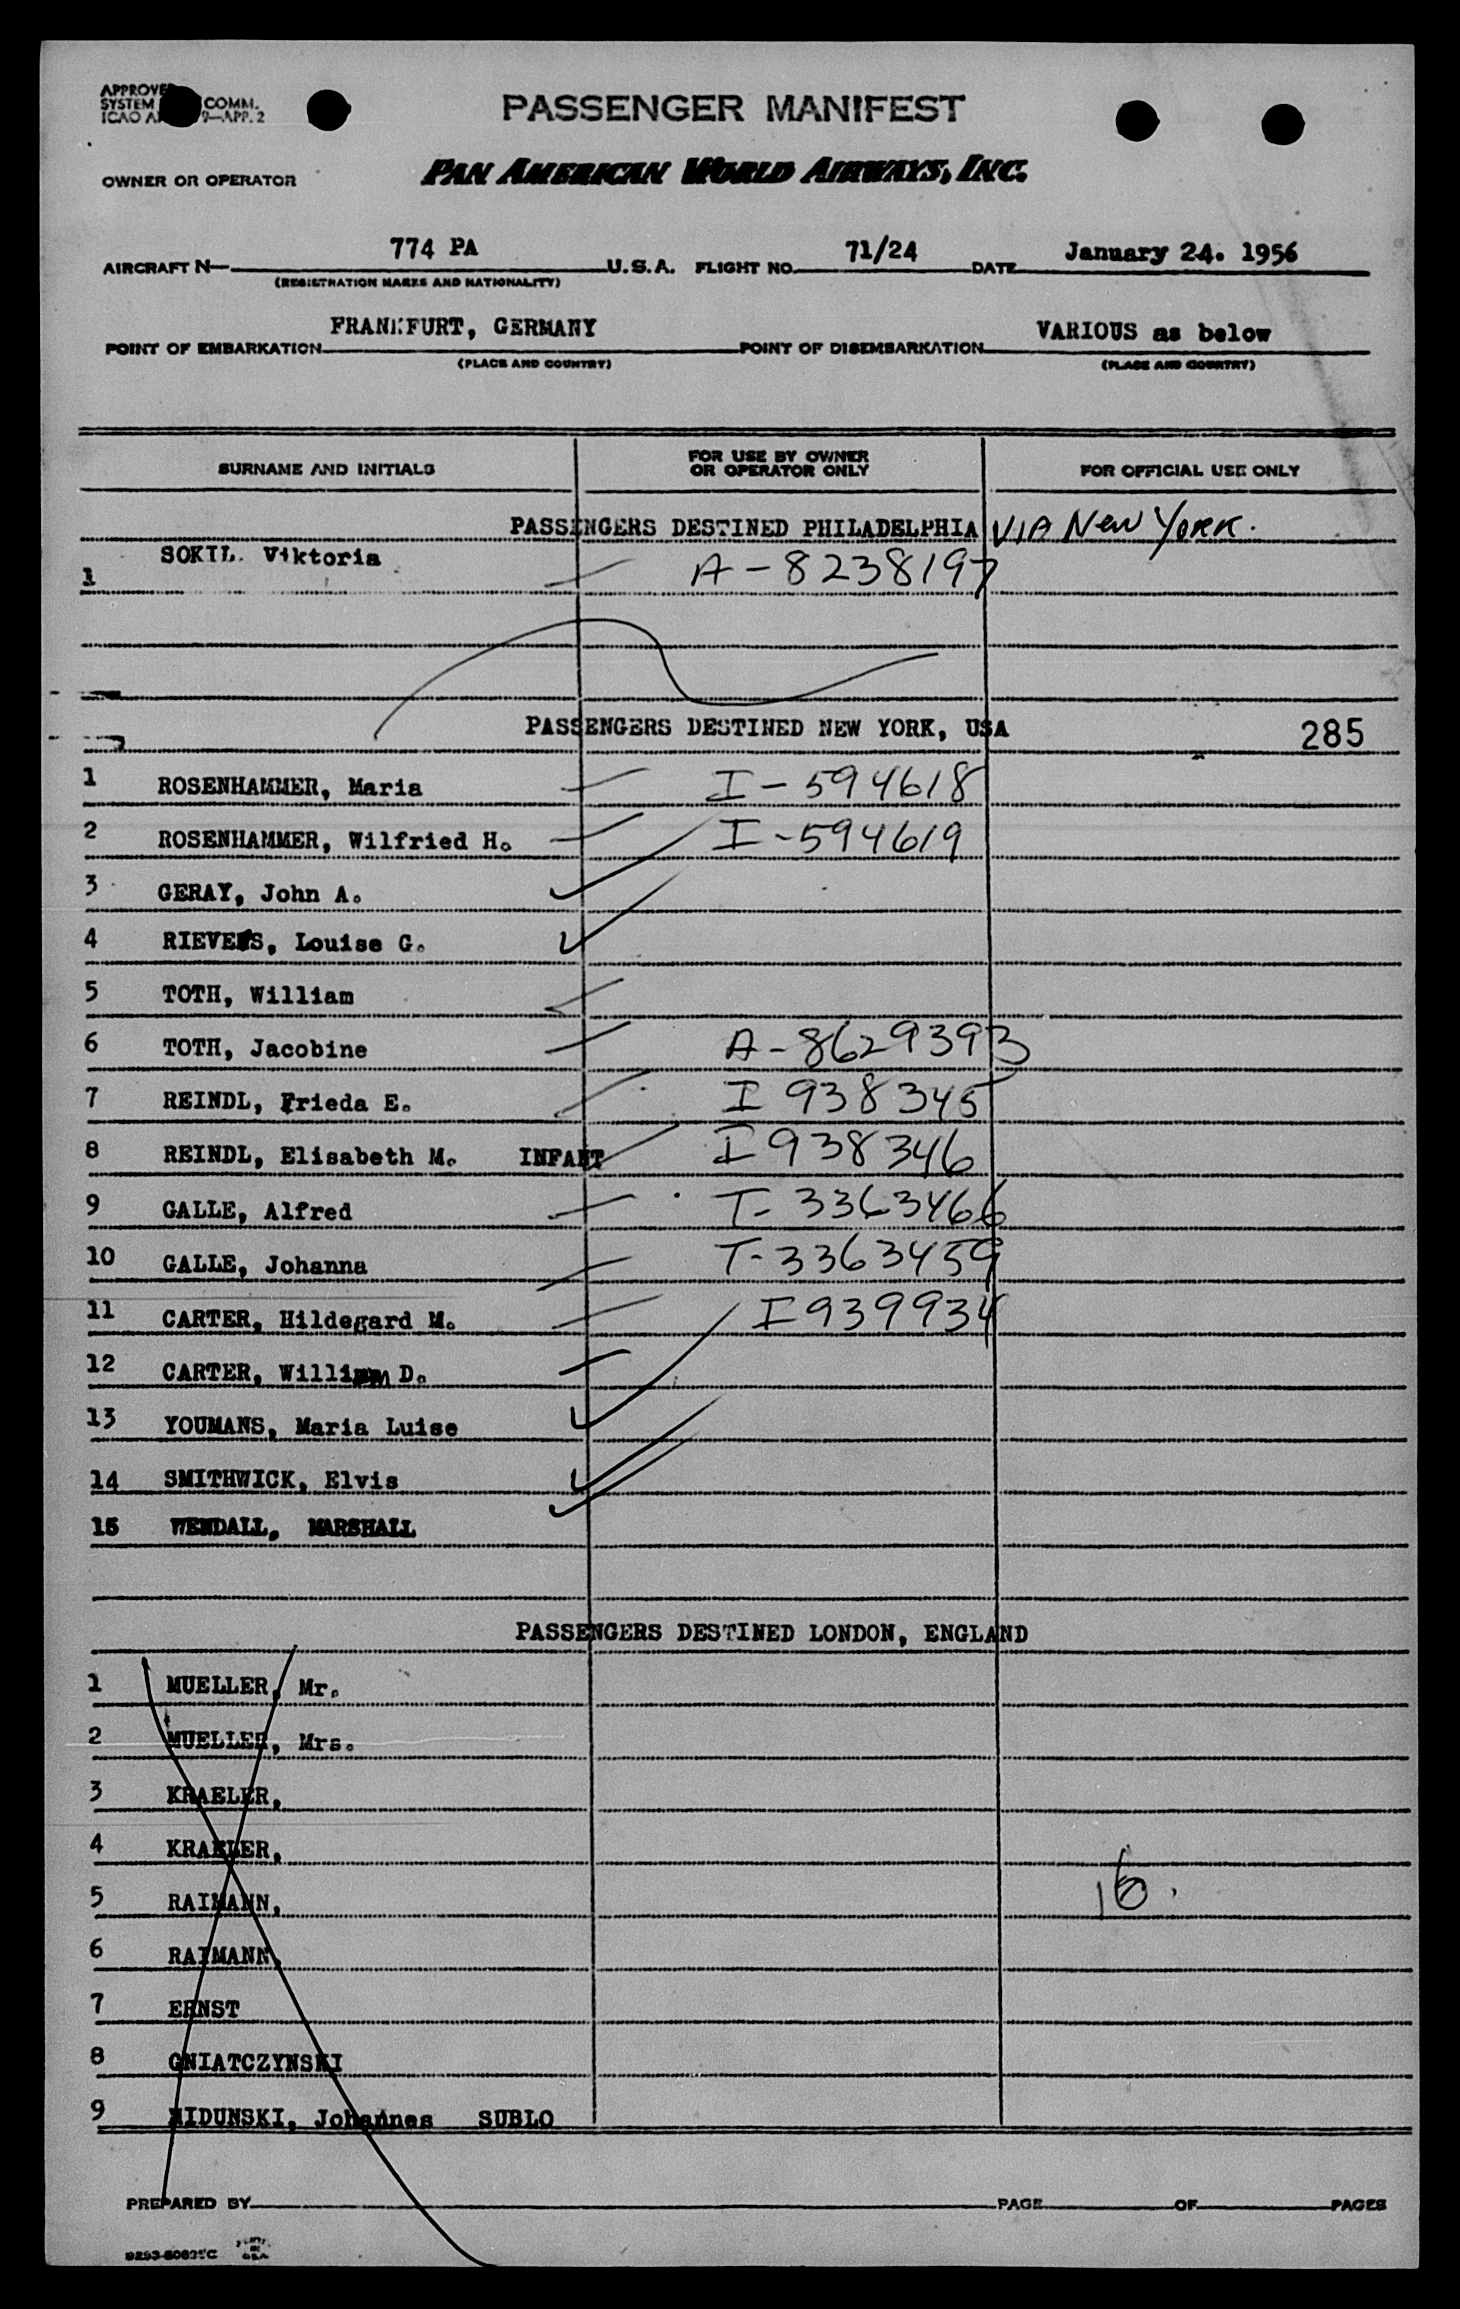 PASSENGER MANIFEST
COMM.
OWNER OR OPERATOR PAN AMERICAN WORLD AIRWAYS, INC.
AIRCRAFT N— 774 PA U.S.A. FLIGHT NO. 71/24 DATE January 24. 1956
(REGISTRATION MARKS AND NATIONALITY)
POINT OF EMBARKATION FRANKFURT, GERMANY POINT OF DISEMBARKATION VARIOUS as below
(PLACE AND COUNTRY) (PLACE AND COUNTRY)
SURNAME AND INITIALS FOR USE BY OWNER OR OPERATOR ONLY FOR OFFICIAL USE ONLY
PASSENGERS DESTINED PHILADELPHIA VIA NEW YORK.
1 SOKIL. Viktoria A-8238197
PASSENGERS DESTINED NEW YORK, USA 285
1 ROSENHAMMER, Maria I-594618
2 ROSENHAMMER, Wilfried H. I-594619
3 GERAY, John A.
4 RIEVERS, Louise G.
5 TOTH, William
6 TOTH, Jacobine A-8629393
7 REINDL, Frieda E. I 938345
8 REINDL, Elisabeth M. INFANT I 938346
9 GALLE, Alfred T-3363466
10 GALLE, Johanna T-3363459
11 CARTER, Hildegard M. I 939934
12 CARTER, William D.
13 YOUMANS, Maria Luise
14 SMITHWICK, Elvis
15 WENDALL, MARSHALL
PASSENGERS DESTINED LONDON, ENGLAND
1 MUELLER, Mr.
2 MUELLER, Mrs.
3 KRAELER,
4 KRAELER,
5 RAIMANN,
6 RAIMANN,
7 ERNST
8 GNIATCZYNSKI
9 MIDUNSKI, Johannes SUBLO
16.
PREPARED BY PAGE OF PAGES